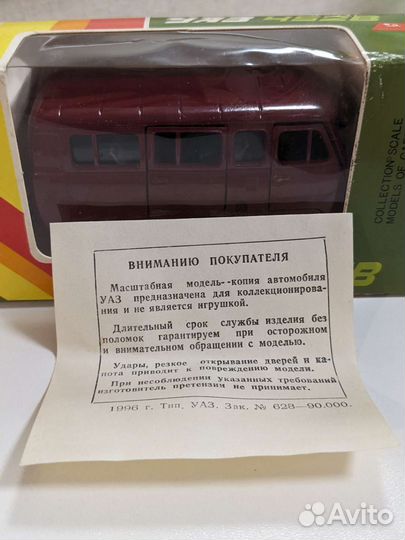 COLLECTION SCALE
MODELS OF CAR
ВНИМАНИЮ ПОКУПАТЕЛЯ
Масштабная модель--копия автомобиля
УАЗ предназначена для коллекционирова-
ния и не является игрушкой.
Длительный срок службы изделия без
поломок гарантируем при осторожном
и внимательном обращении с моделью.
Удары, резкое открывание дверей и ка-
пота приводит к повреждению модели.
При несоблюдении указанных требований
изготовитель претензии не принимает.
1996 г. Тип. УАЗ. Зак. № 628—90.000.
Avito